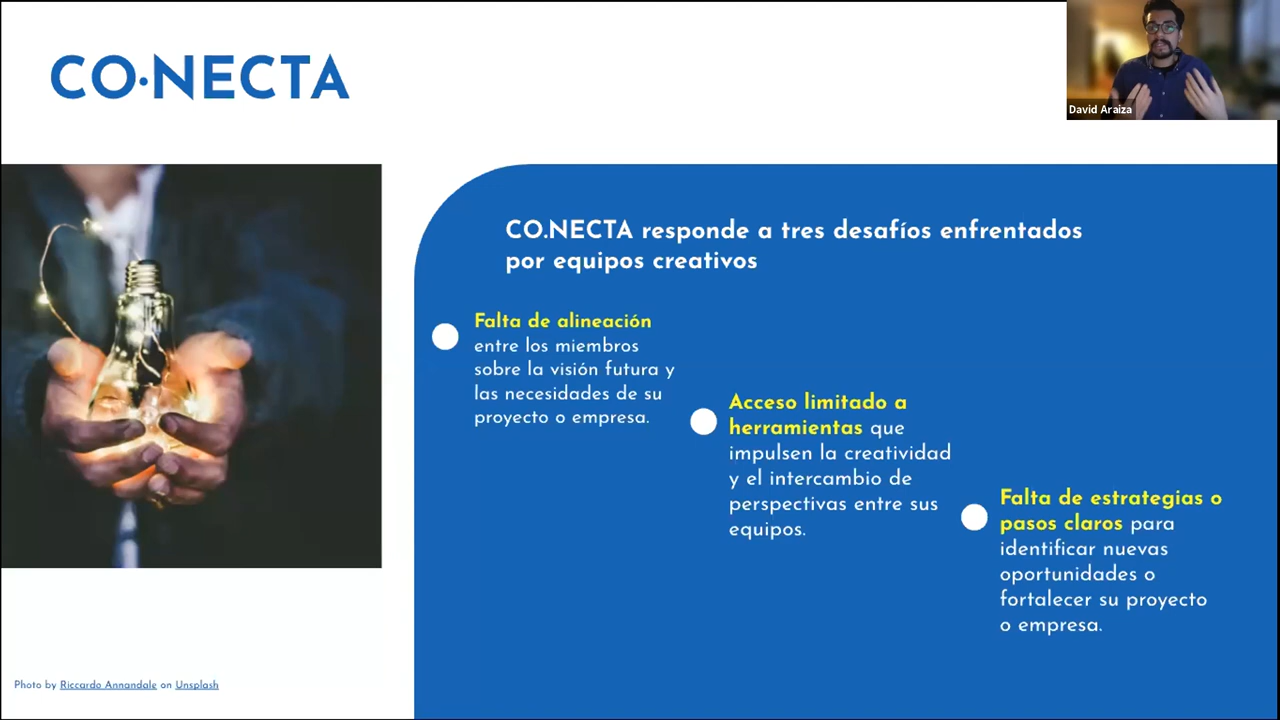 CO·NECTA
David Araiza
CO.NECTA responde a tres desafíos enfrentados
por equipos creativos
Falta de alineación
entre los miembros
sobre la visión futura y
las necesidades de su
proyecto o empresa.
Acceso limitado a
herramientas que
impulsen la creatividad
y el intercambio de
perspectivas entre sus
equipos.
Falta de estrategias o
pasos claros para
identificar nuevas
oportunidades o
fortalecer su proyecto
o empresa.
Photo by Riccardo Annandale on Unsplash